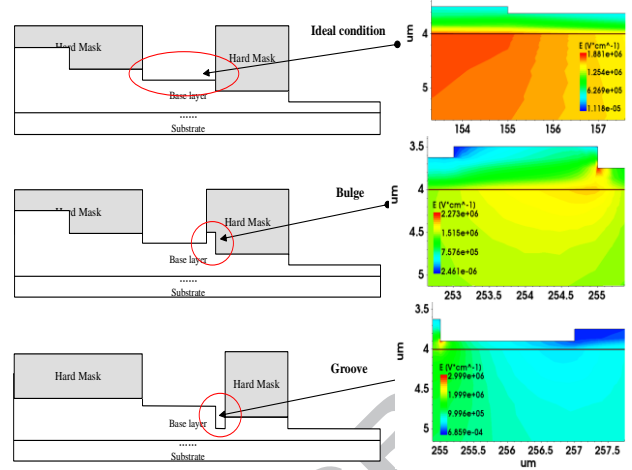 Ideal condition
Hard Mask
Hard Mask
Base layer
......
Substrate
um
4
5
E (V*cm^-1)
1.881e+06
1.254e+06
6.269e+05
1.118e-05
154
155
156
157
Bulge
Hard Mask
Hard Mask
Base layer
......
Substrate
um
3.5
4
4.5
5
E (V*cm^-1)
2.273e+06
1.515e+06
7.576e+05
2.461e-06
253
253.5
254
254.5
255
Groove
Hard Mask
Hard Mask
Base layer
......
Substrate
um
3.5
4
4.5
5
E (V*cm^-1)
2.999e+06
1.999e+06
9.996e+05
6.859e-04
255
255.5
256
256.5
257
257.5
um